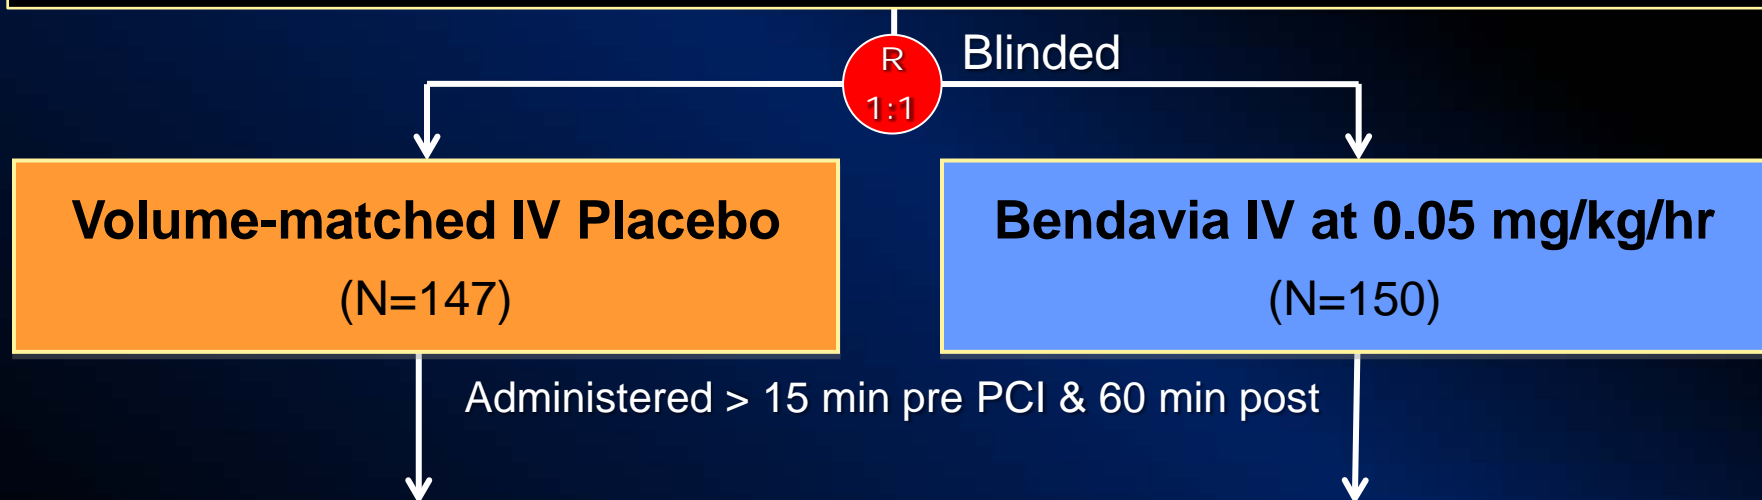 R
1:1
Blinded
Volume-matched IV Placebo
(N=147)
Bendavia IV at 0.05 mg/kg/hr
(N=150)
Administered > 15 min pre PCI & 60 min post